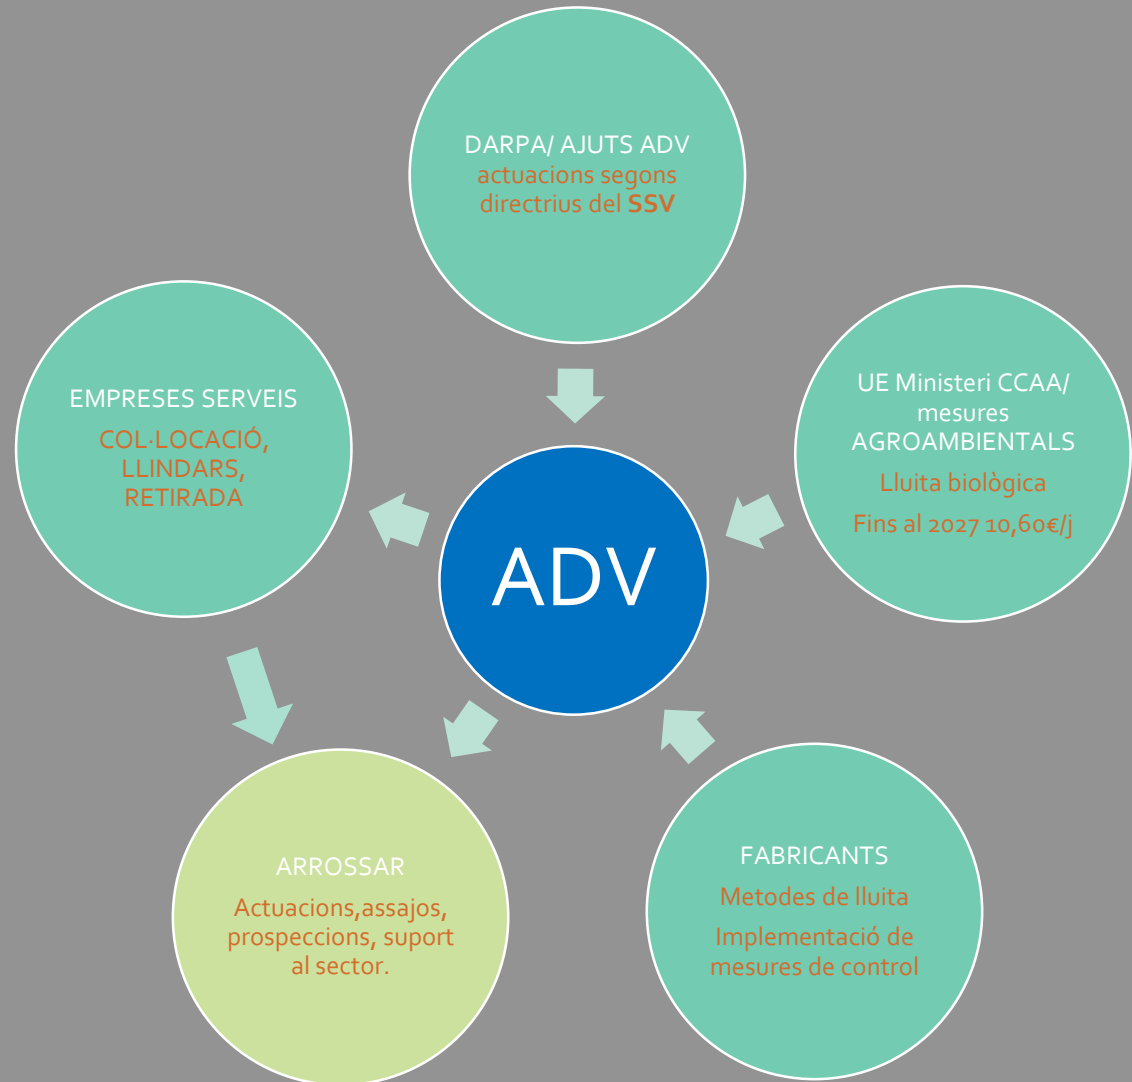 DARPA/ AJUTS ADV
actuacions segons
directrius del SSV
EMPRESES SERVEIS
COL·LOCACIÓ,
LLINDARS,
RETIRADA
UE Ministeri CCAA/
mesures
AGROAMBIENTALS
Lluita biològica
Fins al 2027 10,60€/j
ADV
ARROSSAR
Actuacions,assajos,
prospeccions, suport
al sector.
FABRICANTS
Metodes de lluita
Implementació de
mesures de control